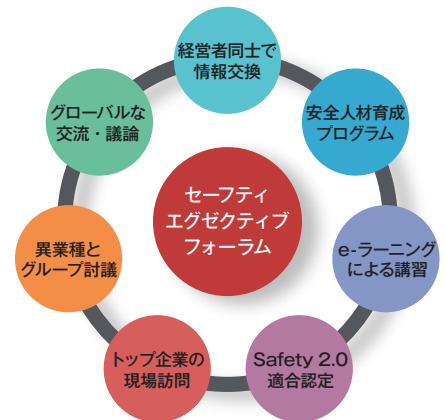 経営者同士で
情報交換
安全人材育成
プログラム
e-ラーニング
による講習
Safety 2.0
適合認定
トップ企業の
現場訪問
異業種と
グループ討議
グローバルな
交流・議論
セーフティ
エグゼクティブ
フォーラム